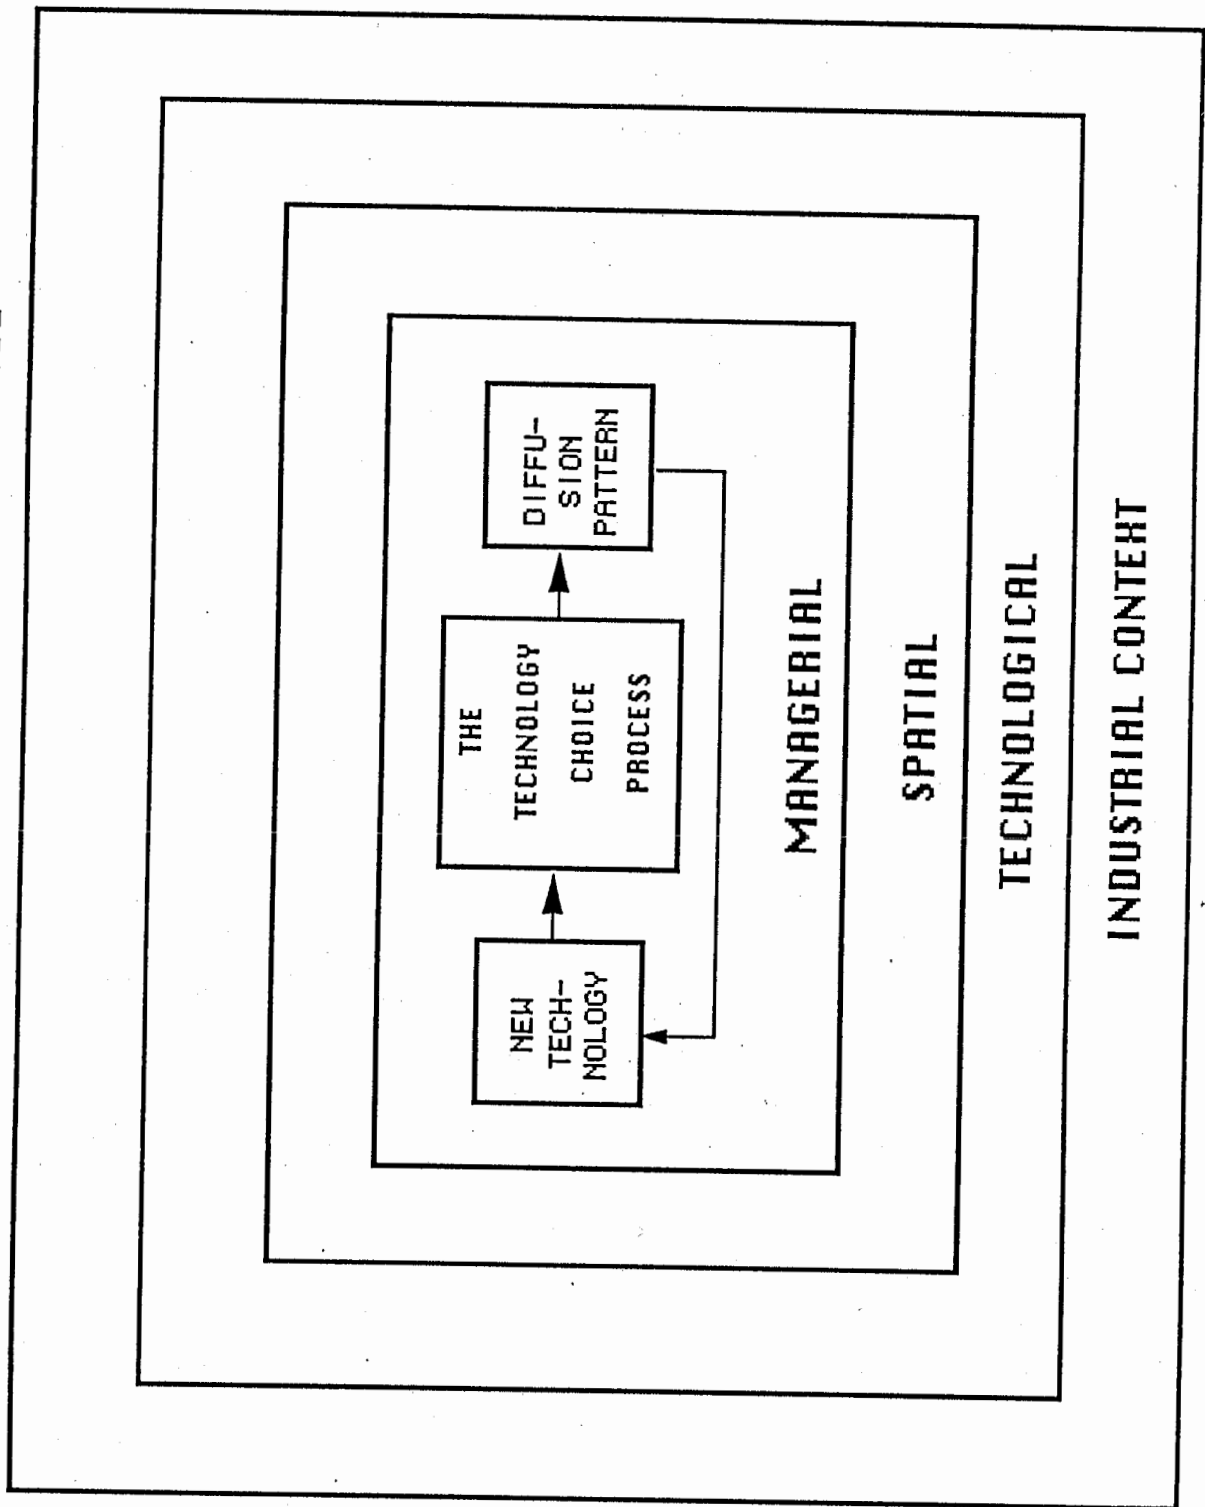 NEW
TECH-
NOLOGY
THE
TECHNOLOGY
CHOICE
PROCESS
DIFFU-
SION
PATTERN
MANAGERIAL
SPATIAL
TECHNOLOGICAL
INDUSTRIAL CONTEXT